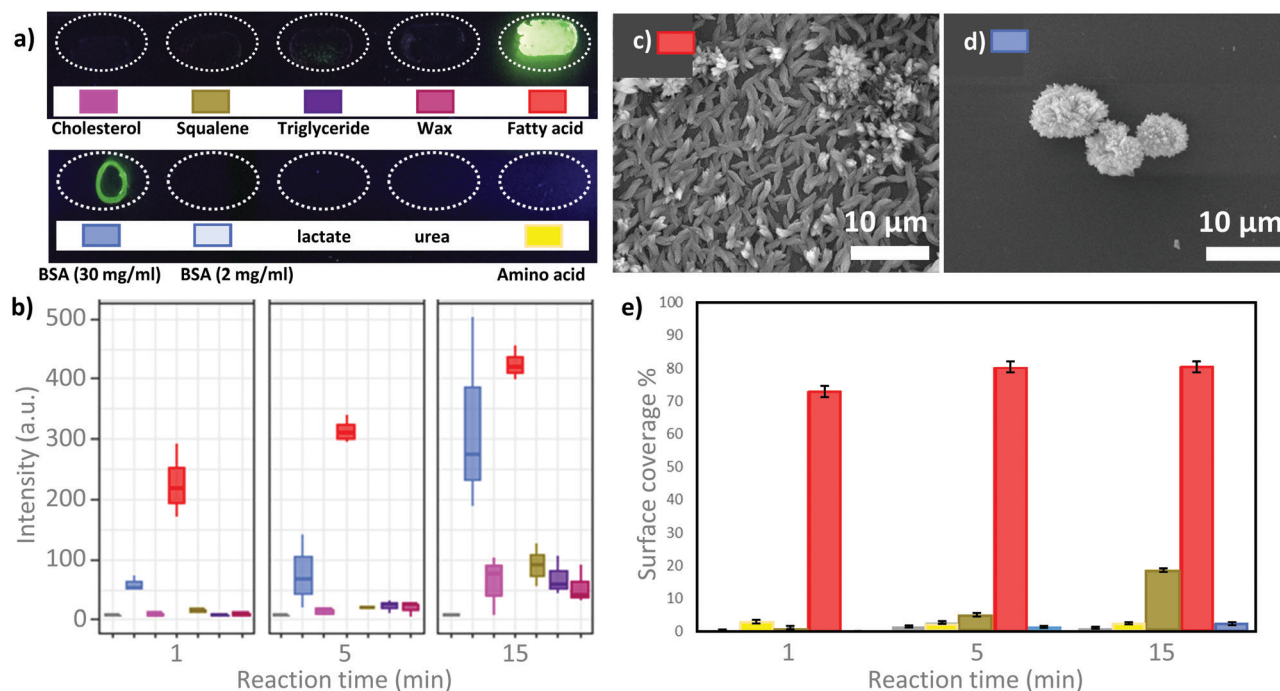 a)
Cholesterol Squalene Triglyceride Wax Fatty acid
lactate urea
BSA (30 mg/ml) BSA (2 mg/ml) Amino acid
c)
10 μm
d)
10 μm
b)
500
400
300
200
100
0
Intensity (a.u.)
1 5 15
Reaction time (min)
e)
100
90
80
70
60
50
40
30
20
10
0
Surface coverage %
1 5 15
Reaction time (min)